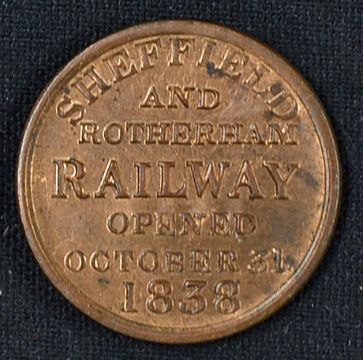 SHEFFIELD
AND
ROTHERHAM
RAILWAY
OPENED
OCTOBER 31.
1838